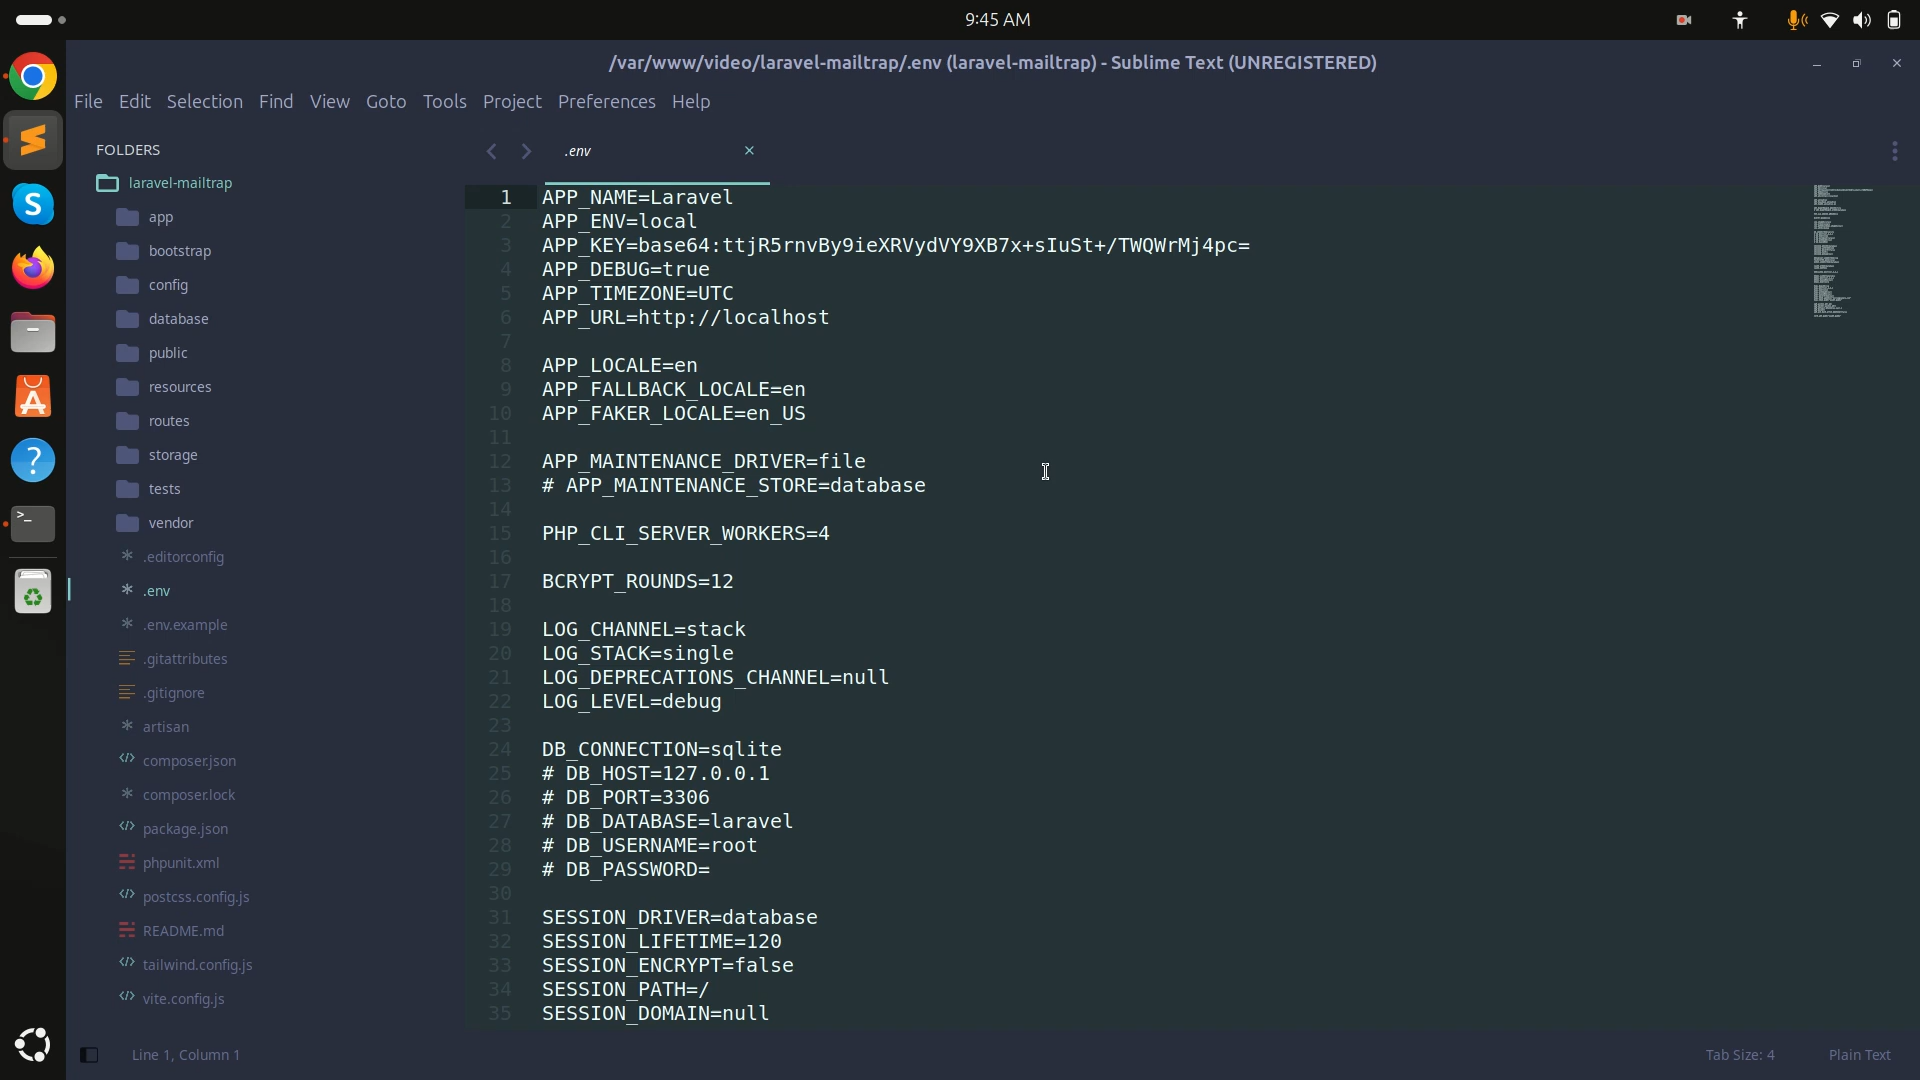 9:45 AM
/var/www/video/laravel-mailtrap/.env (laravel-mailtrap) - Sublime Text (UNREGISTERED)
File Edit Selection Find View Goto Tools Project Preferences Help
FOLDERS
laravel-mailtrap
app
bootstrap
config
database
public
resources
routes
storage
tests
vendor
.editorconfig
.env
.env.example
.gitattributes
.gitignore
artisan
composer.json
composer.lock
package.json
phpunit.xml
postcss.config.js
README.md
tailwind.config.js
vite.config.js
.env
1 APP_NAME=Laravel
2 APP_ENV=local
3 APP_KEY=base64:ttjR5rnvBy9ieXRVydVY9XB7x+sIuSt+/TWQWrMj4pc=
4 APP_DEBUG=true
5 APP_TIMEZONE=UTC
6 APP_URL=http://localhost
7
8 APP_LOCALE=en
9 APP_FALLBACK_LOCALE=en
10 APP_FAKER_LOCALE=en_US
11
12 APP_MAINTENANCE_DRIVER=file
13 # APP_MAINTENANCE_STORE=database
14
15 PHP_CLI_SERVER_WORKERS=4
16
17 BCRYPT_ROUNDS=12
18
19 LOG_CHANNEL=stack
20 LOG_STACK=single
21 LOG_DEPRECATIONS_CHANNEL=null
22 LOG_LEVEL=debug
23
24 DB_CONNECTION=sqlite
25 # DB_HOST=127.0.0.1
26 # DB_PORT=3306
27 # DB_DATABASE=laravel
28 # DB_USERNAME=root
29 # DB_PASSWORD=
30
31 SESSION_DRIVER=database
32 SESSION_LIFETIME=120
33 SESSION_ENCRYPT=false
34 SESSION_PATH=/
35 SESSION_DOMAIN=null
Line 1, Column 1
Tab Size: 4
Plain Text